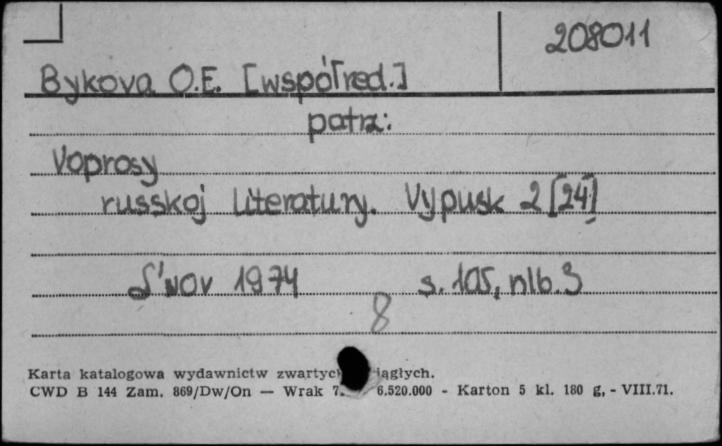 208011
Bykova O.E. [współred.]
patrz:
Voprosy
russkoj literatury. Vypusk 2 [24]
L'vov 1974 s. 105, nlb. 3
8
Karta katalogowa wydawnictw zwartych ciągłych.
CWD B 144 Zam. 869/Dw/On — Wrak 7. 6.520.000 - Karton 5 kl. 180 g, - VIII.71.